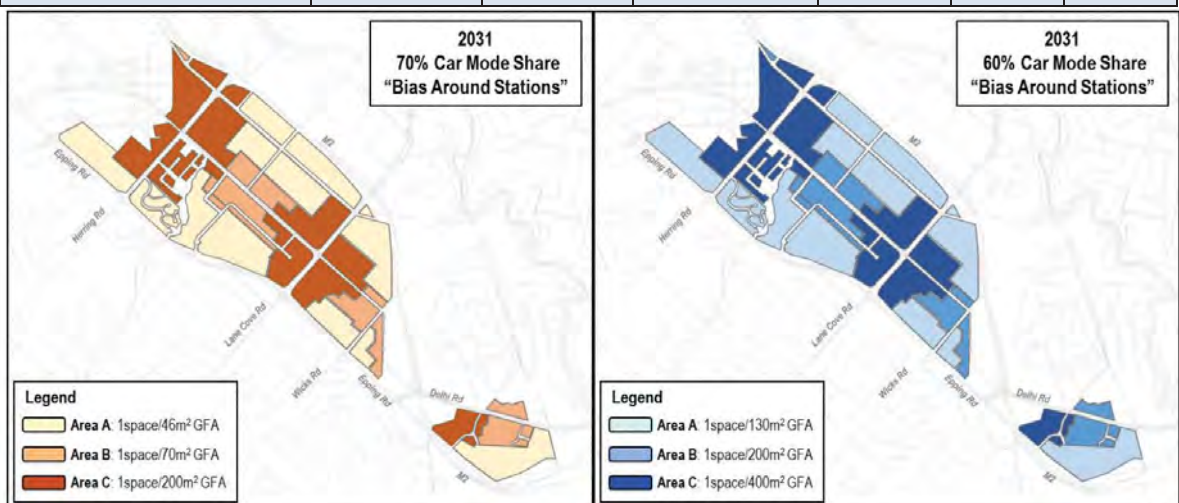 2031
70% Car Mode Share
“Bias Around Stations”
M2
Epping Rd
Herring Rd
Lane Cove Rd
Wicks Rd
Epping Rd
Delhi Rd
M2
Legend
Area A: 1space/46m² GFA
Area B: 1space/70m² GFA
Area C: 1space/200m² GFA
2031
60% Car Mode Share
“Bias Around Stations”
M2
Epping Rd
Herring Rd
Lane Cove Rd
Wicks Rd
Epping Rd
Delhi Rd
M2
Legend
Area A: 1space/130m² GFA
Area B: 1space/200m² GFA
Area C: 1space/400m² GFA